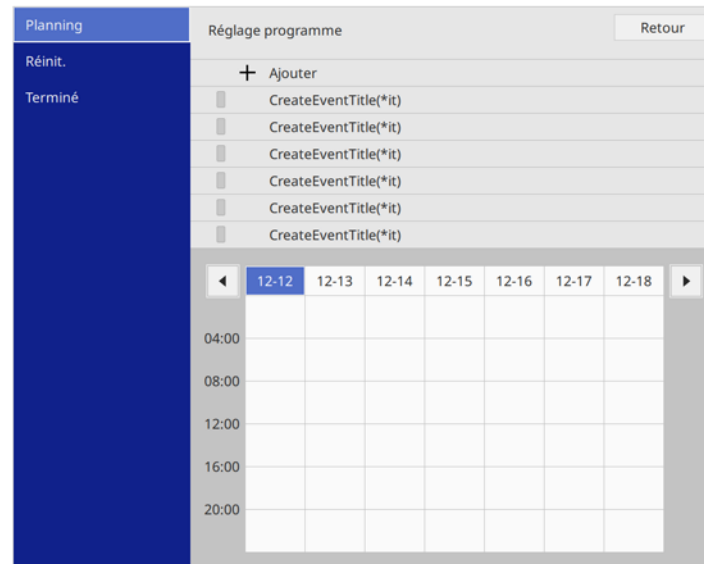 Planning
Réinit.
Terminé
Réglage programme
Retour
+ Ajouter
CreateEventTitle(*it)
CreateEventTitle(*it)
CreateEventTitle(*it)
CreateEventTitle(*it)
CreateEventTitle(*it)
CreateEventTitle(*it)
12-12 12-13 12-14 12-15 12-16 12-17 12-18
04:00
08:00
12:00
16:00
20:00